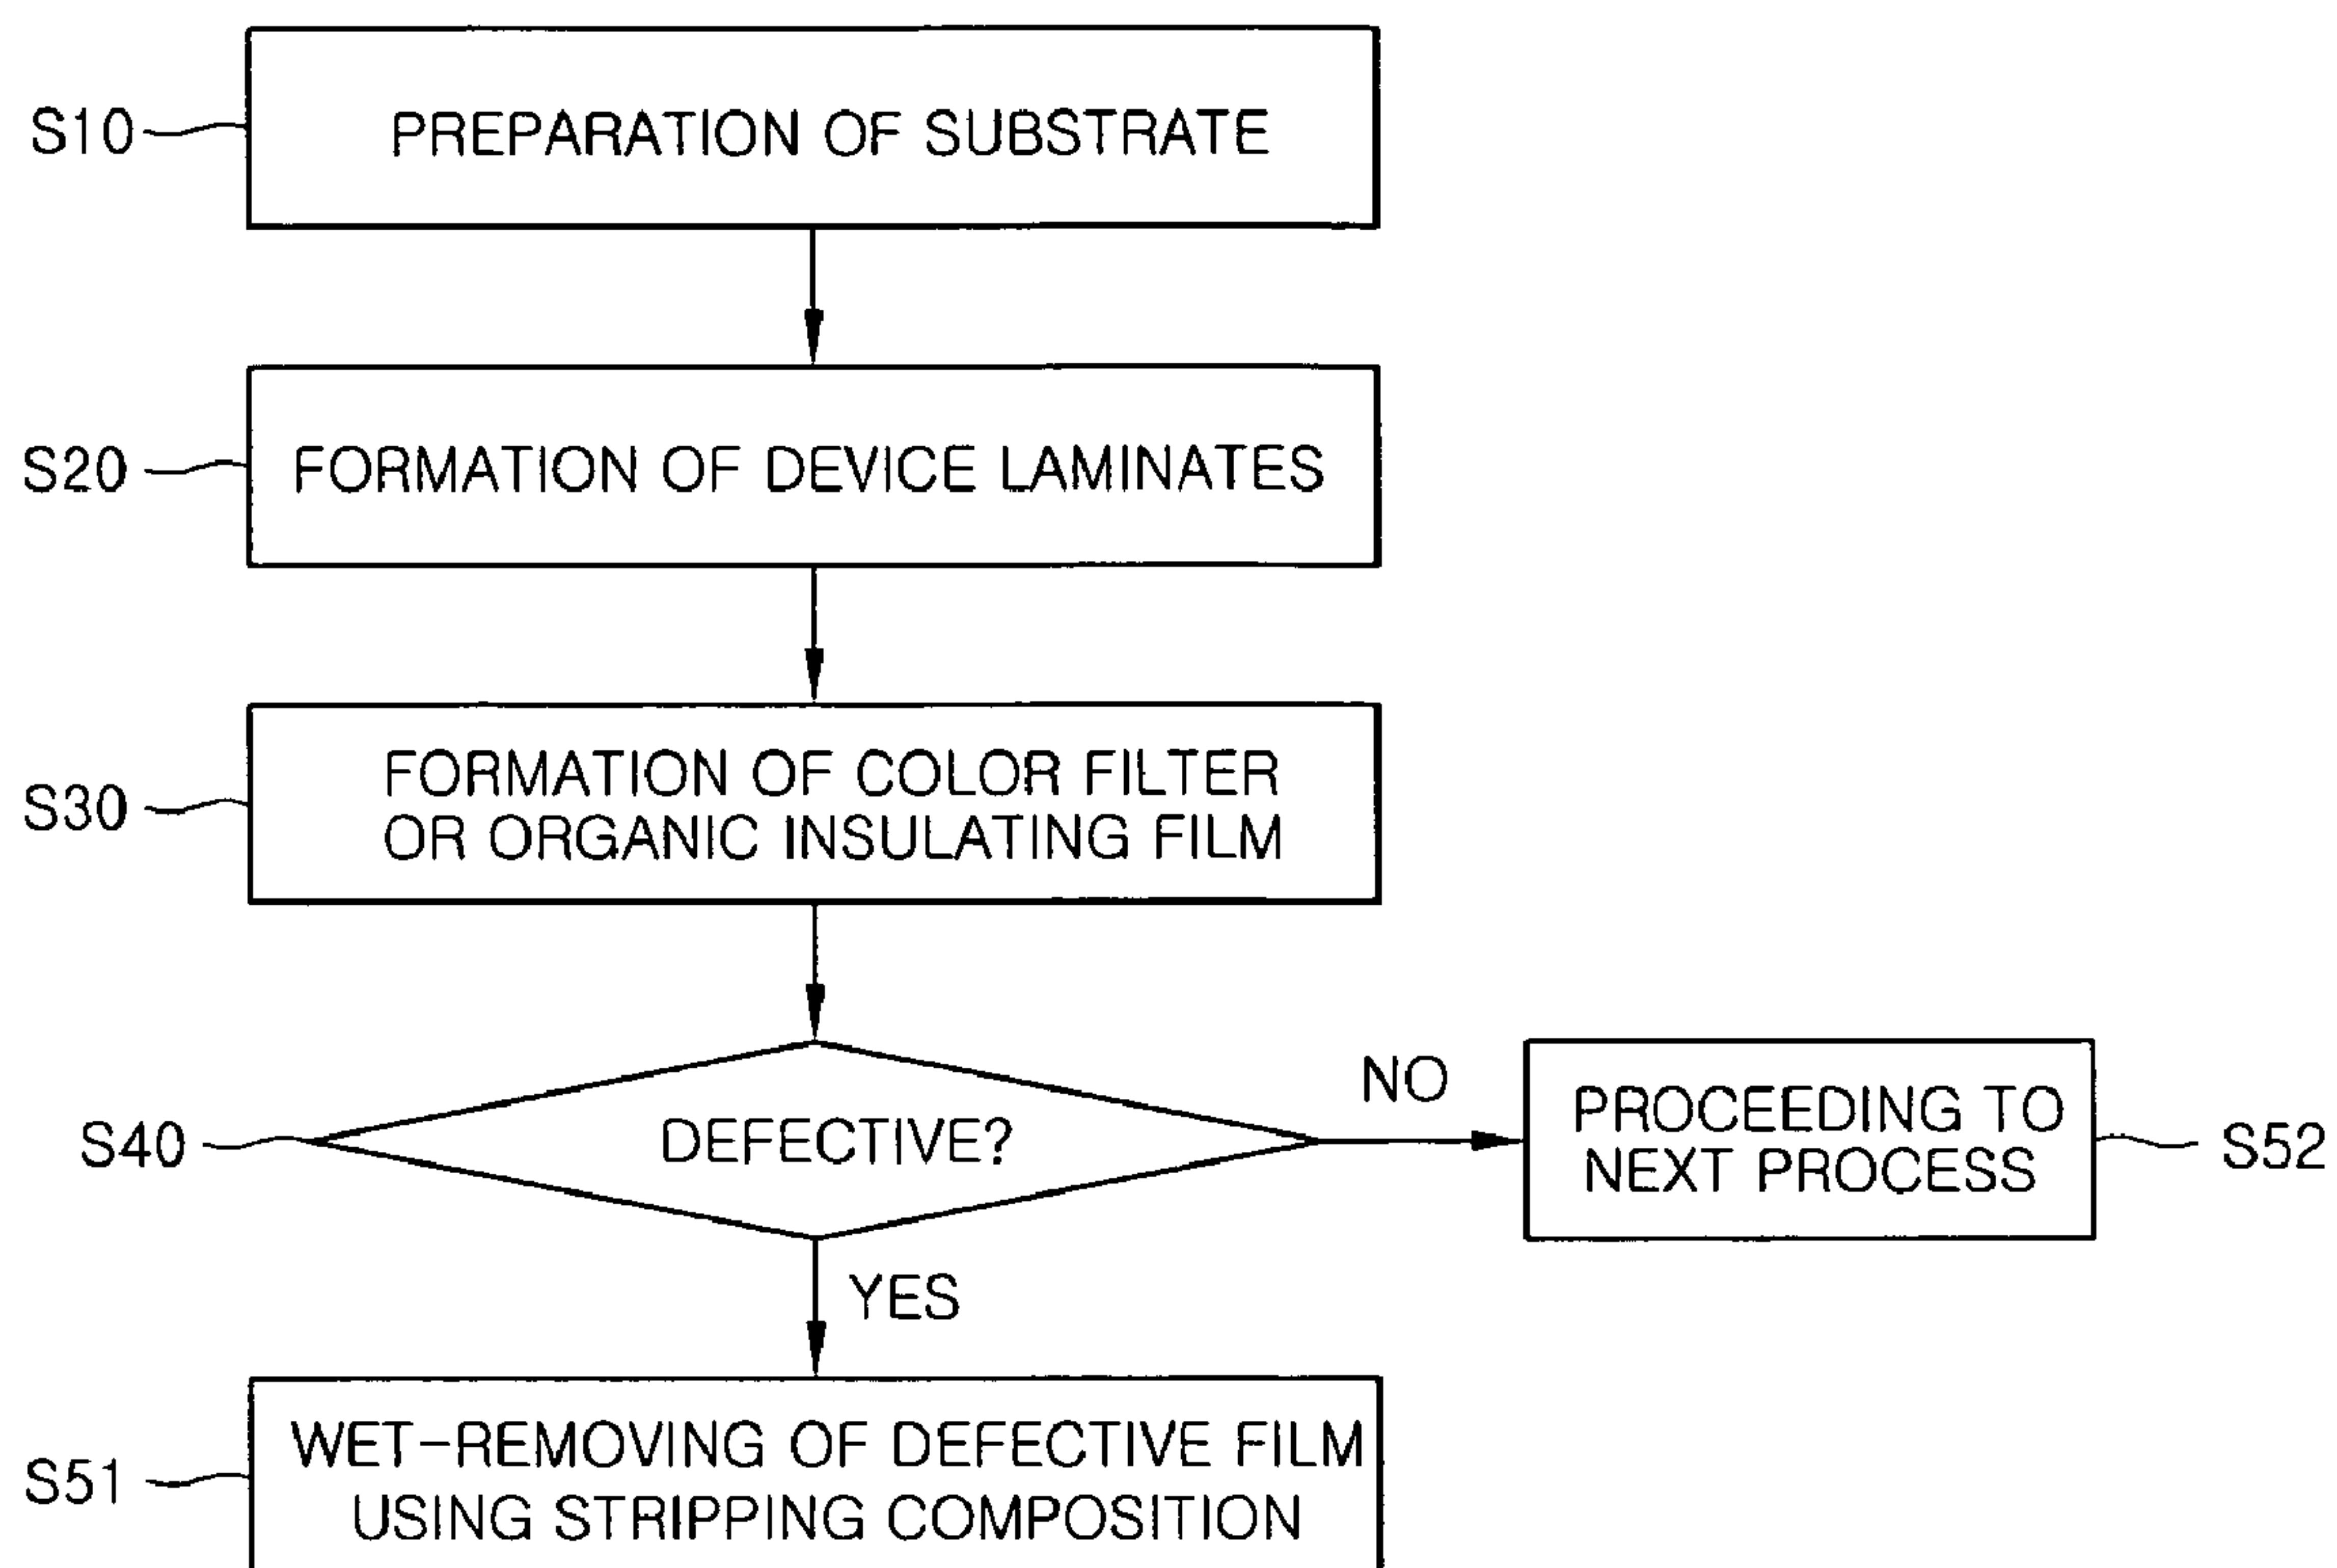 S10
PREPARATION OF SUBSTRATE
S20
FORMATION OF DEVICE LAMINATES
S30
FORMATION OF COLOR FILTER
OR ORGANIC INSULATING FILM
S40
DEFECTIVE?
NO
PROCEEDING TO
NEXT PROCESS
S52
YES
S51
WET-REMOVING OF DEFECTIVE FILM
USING STRIPPING COMPOSITION